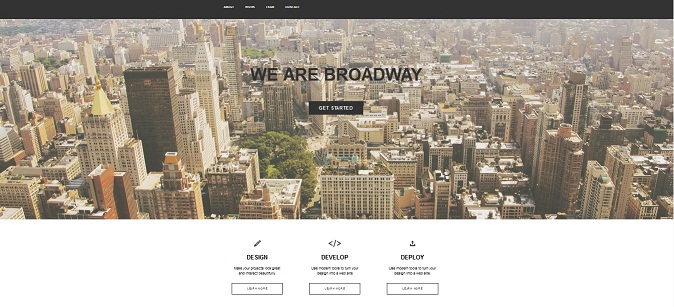 ABOUT WORK TEAM CONTACT
WE ARE BROADWAY
GET STARTED
</>
DESIGN DEVELOP DEPLOY
Make your projects look great Use modern tools to turn your Use modern tools to turn your
and interact beautifully. design into a web site. design into a web site.
LEARN MORE LEARN MORE LEARN MORE